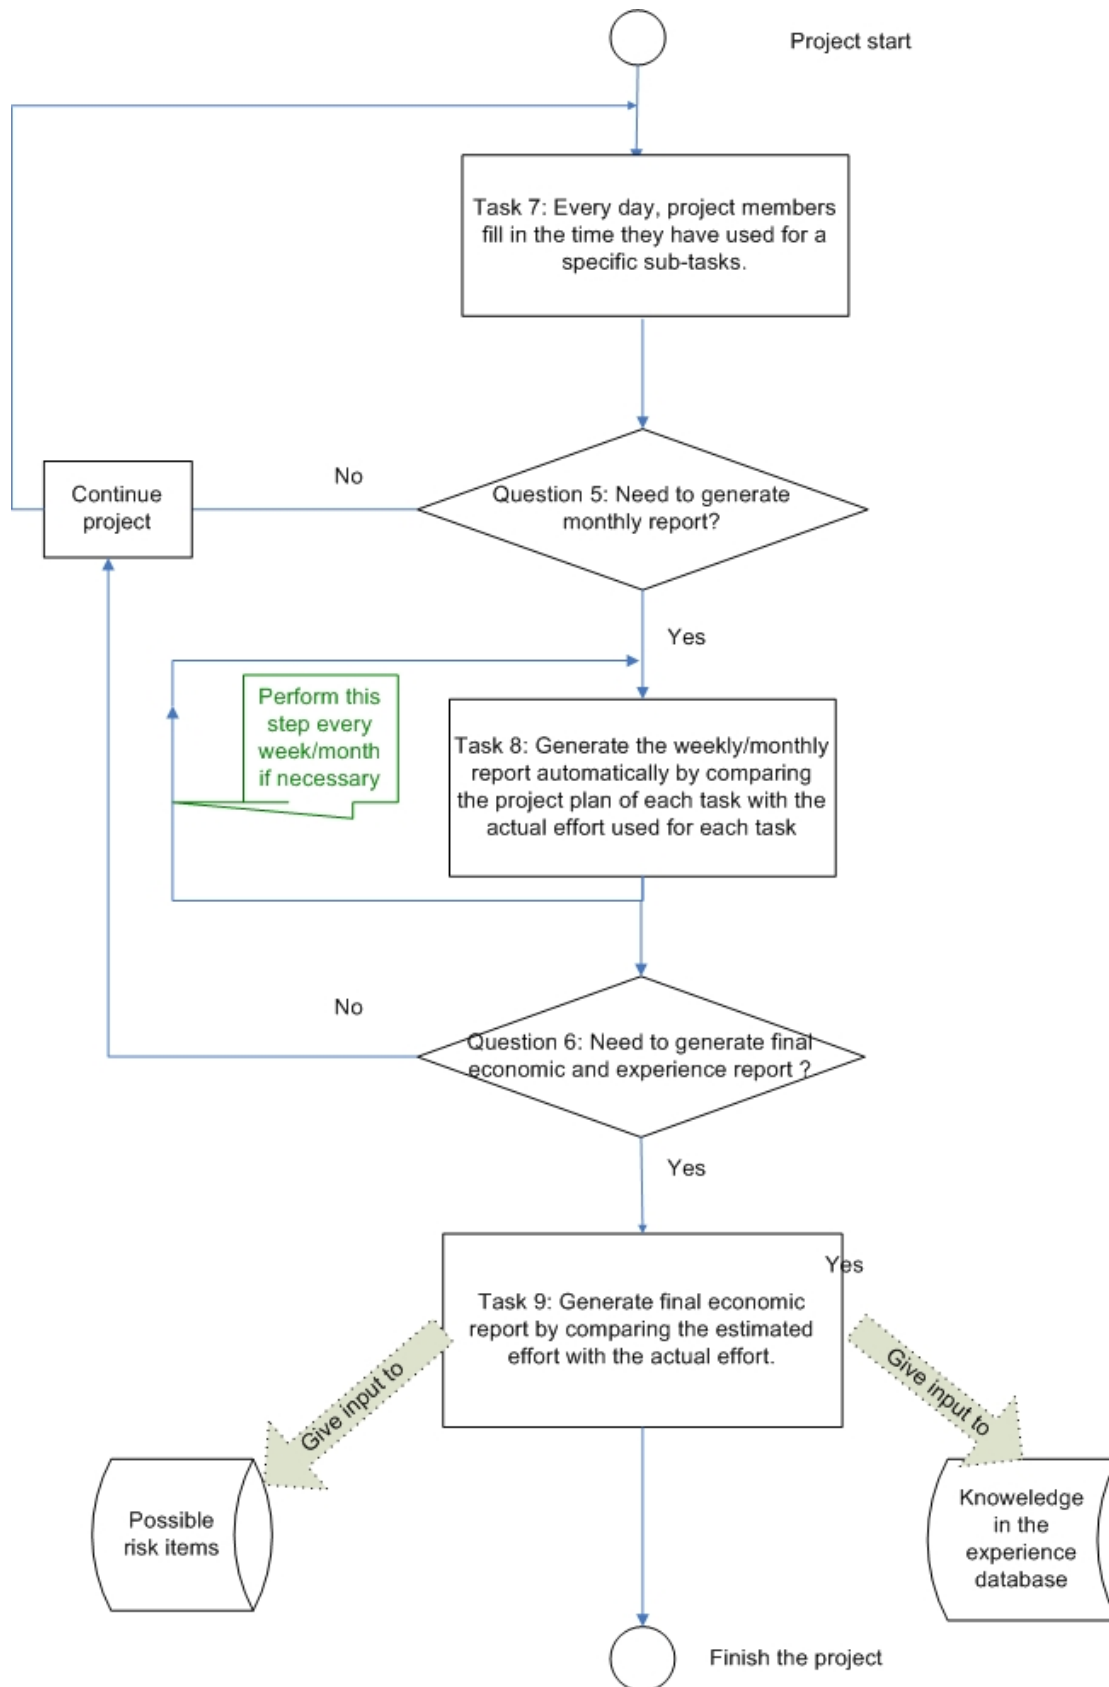 Project start
Task 7: Every day, project members
fill in the time they have used for a
specific sub-tasks.
No
Continue
project
Question 5: Need to generate
monthly report?
Yes
Perform this
step every
week/month
if necessary
Task 8: Generate the weekly/monthly
report automatically by comparing
the project plan of each task with the
actual effort used for each task
No
Question 6: Need to generate final
economic and experience report ?
Yes
Yes
Task 9: Generate final economic
report by comparing the estimated
effort with the actual effort.
Give input to
Give input to
Possible
risk items
Knoweledge
in the
experience
database
Finish the project